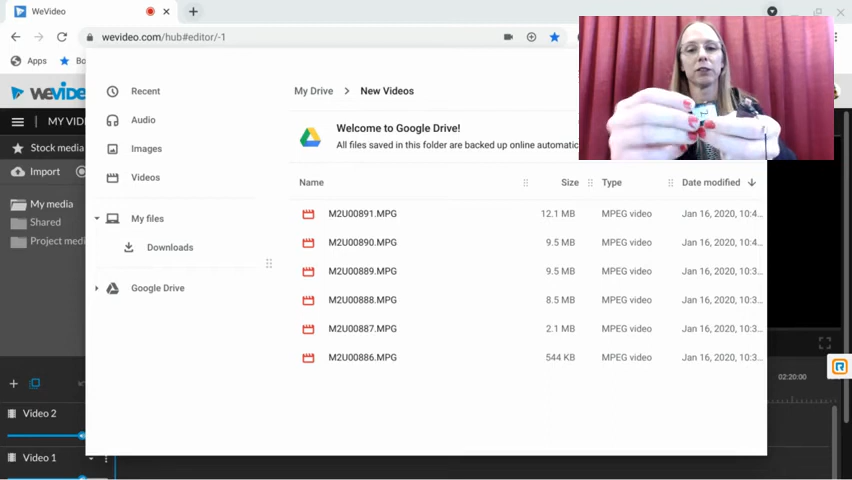 WeVideo
wevideo.com/hub#editor/-1
Apps
Bo
WEVIDE
MY VID
Stock media
Import
My media
Shared
Project medi
Recent
Audio
Images
Videos
My files
Downloads
Google Drive
My Drive > New Videos
Welcome to Google Drive!
All files saved in this folder are backed up online automatic
Name Size Type Date modified
M2U00891.MPG 12.1 MB MPEG video Jan 16, 2020, 10:4...
M2U00890.MPG 9.5 MB MPEG video Jan 16, 2020, 10:4...
M2U00889.MPG 9.5 MB MPEG video Jan 16, 2020, 10:3...
M2U00888.MPG 8.5 MB MPEG video Jan 16, 2020, 10:3...
M2U00887.MPG 2.1 MB MPEG video Jan 16, 2020, 10:3...
M2U00886.MPG 544 KB MPEG video Jan 16, 2020, 10:3...
02:20:00
Video 2
Video 1